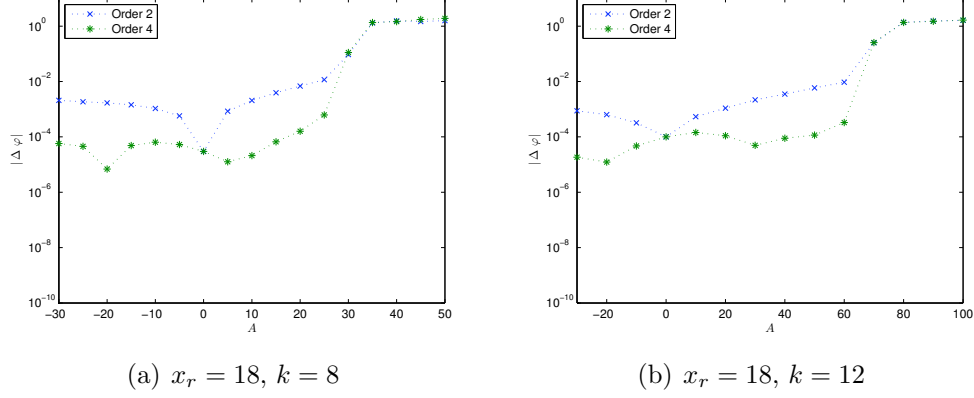 Order 2
Order 4
10^0
10^-2
10^-4
10^-6
10^-8
10^-10
|Δ φ|
−30 −20 −10 0 10 20 30 40 50
A
(a) x_r = 18, k = 8
Order 2
Order 4
10^0
10^-2
10^-4
10^-6
10^-8
10^-10
|Δ φ|
−20 0 20 40 60 80 100
A
(b) x_r = 18, k = 12